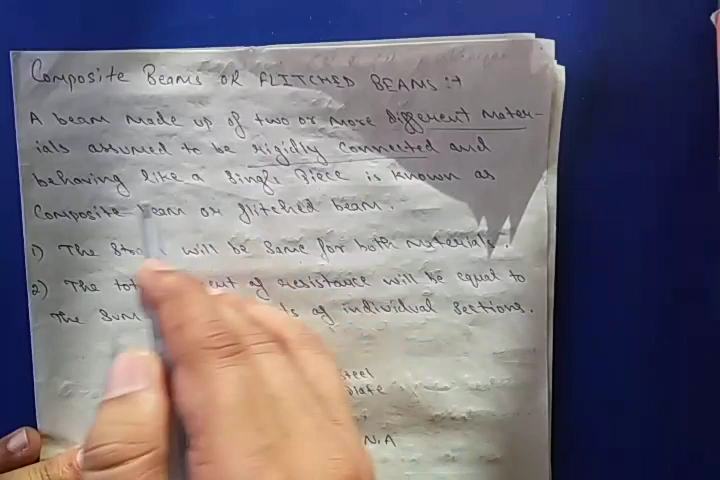 Composite Beams OR FLITCHED BEAMS:→
A beam made up of two or more different mater-
ials assumed to be rigidly connected and
behaving like a single piece is known as
Composite beam or flitched beam.
1) The will be same for both materials.
2) The of resistance will be equal to
The sum of individual sections.
steel
plate
N.A